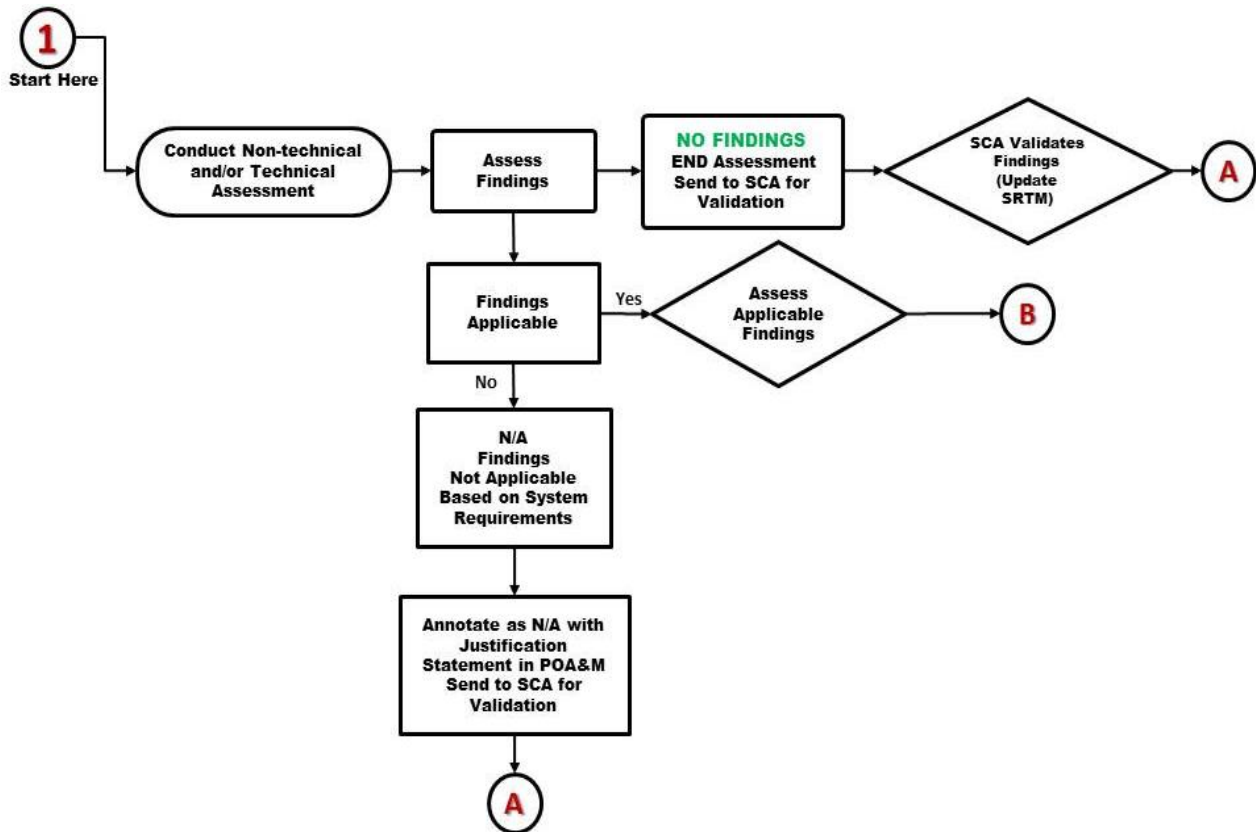 1
Start Here
Conduct Non-technical
and/or Technical
Assessment
Assess
Findings
NO FINDINGS
END Assessment
Send to SCA for
Validation
SCA Validates
Findings
(Update
SRTM)
A
Findings
Applicable
Yes
Assess
Applicable
Findings
B
No
N/A
Findings
Not Applicable
Based on System
Requirements
Annotate as N/A with
Justification
Statement in POA&M
Send to SCA for
Validation
A